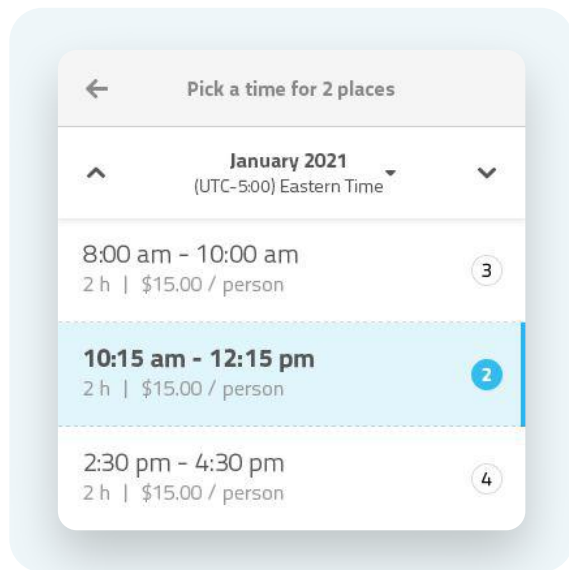 Pick a time for 2 places
January 2021
(UTC-5:00) Eastern Time
8:00 am - 10:00 am
2 h | $15.00 / person
3
10:15 am - 12:15 pm
2 h | $15.00 / person
2
2:30 pm - 4:30 pm
2 h | $15.00 / person
4